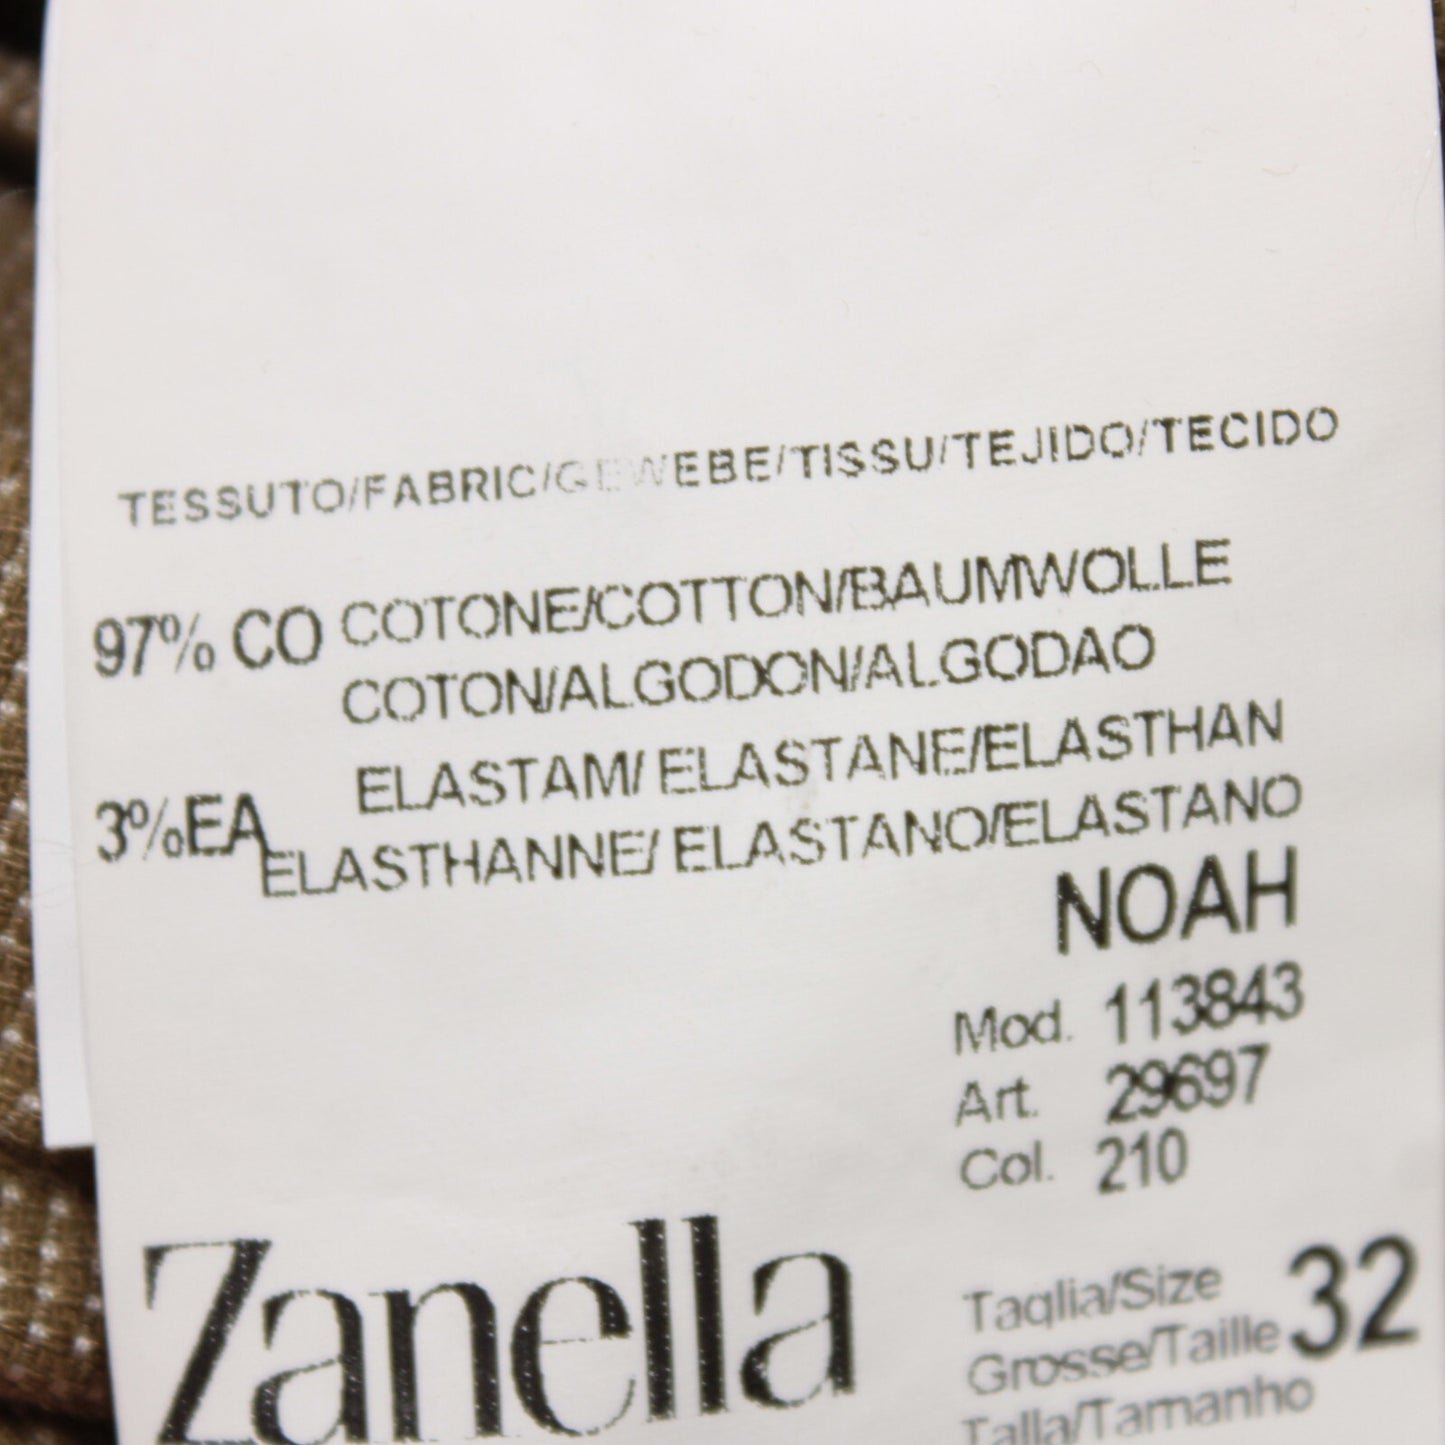 TESSUTO/FABRIC/GEWEBE/TISSU/TEJIDO/TECIDO
97% CO COTONE/COTTON/BAUMWOLLE
COTON/ALGODON/ALGODAO
3%EA ELASTAM/ ELASTANE/ELASTHAN
ELASTHANNE/ ELASTANO/ELASTANO
NOAH
Mod. 113843
Art. 29697
Col. 210
Zanella
Taglia/Size
Grosse/Taille 32
Talla/Tamanho